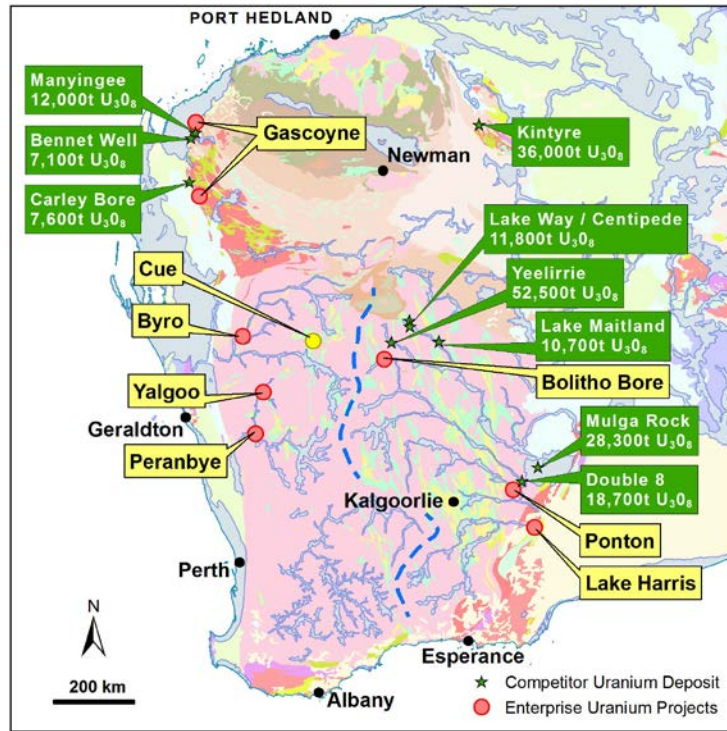 PORT HEDLAND
Manyingee
12,000t U₃0₈
Bennet Well
7,100t U₃0₈
Carley Bore
7,600t U₃0₈
Gascoyne
Newman
Kintyre
36,000t U₃0₈
Lake Way / Centipede
11,800t U₃0₈
Yeelirrie
52,500t U₃0₈
Lake Maitland
10,700t U₃0₈
Cue
Byro
Bolitho Bore
Yalgoo
Geraldton
Peranbye
Mulga Rock
28,300t U₃0₈
Double 8
18,700t U₃0₈
Kalgoorlie
Ponton
Perth
Lake Harris
N
200 km
Esperance
Albany
Competitor Uranium Deposit
Enterprise Uranium Projects